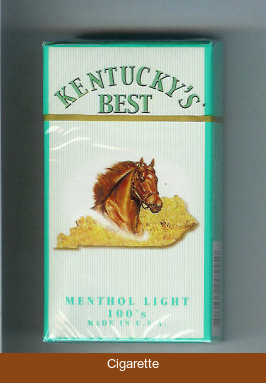 KENTUCKY'S
BEST
MENTHOL LIGHT
100's
MADE IN U.S.A.
Cigarette